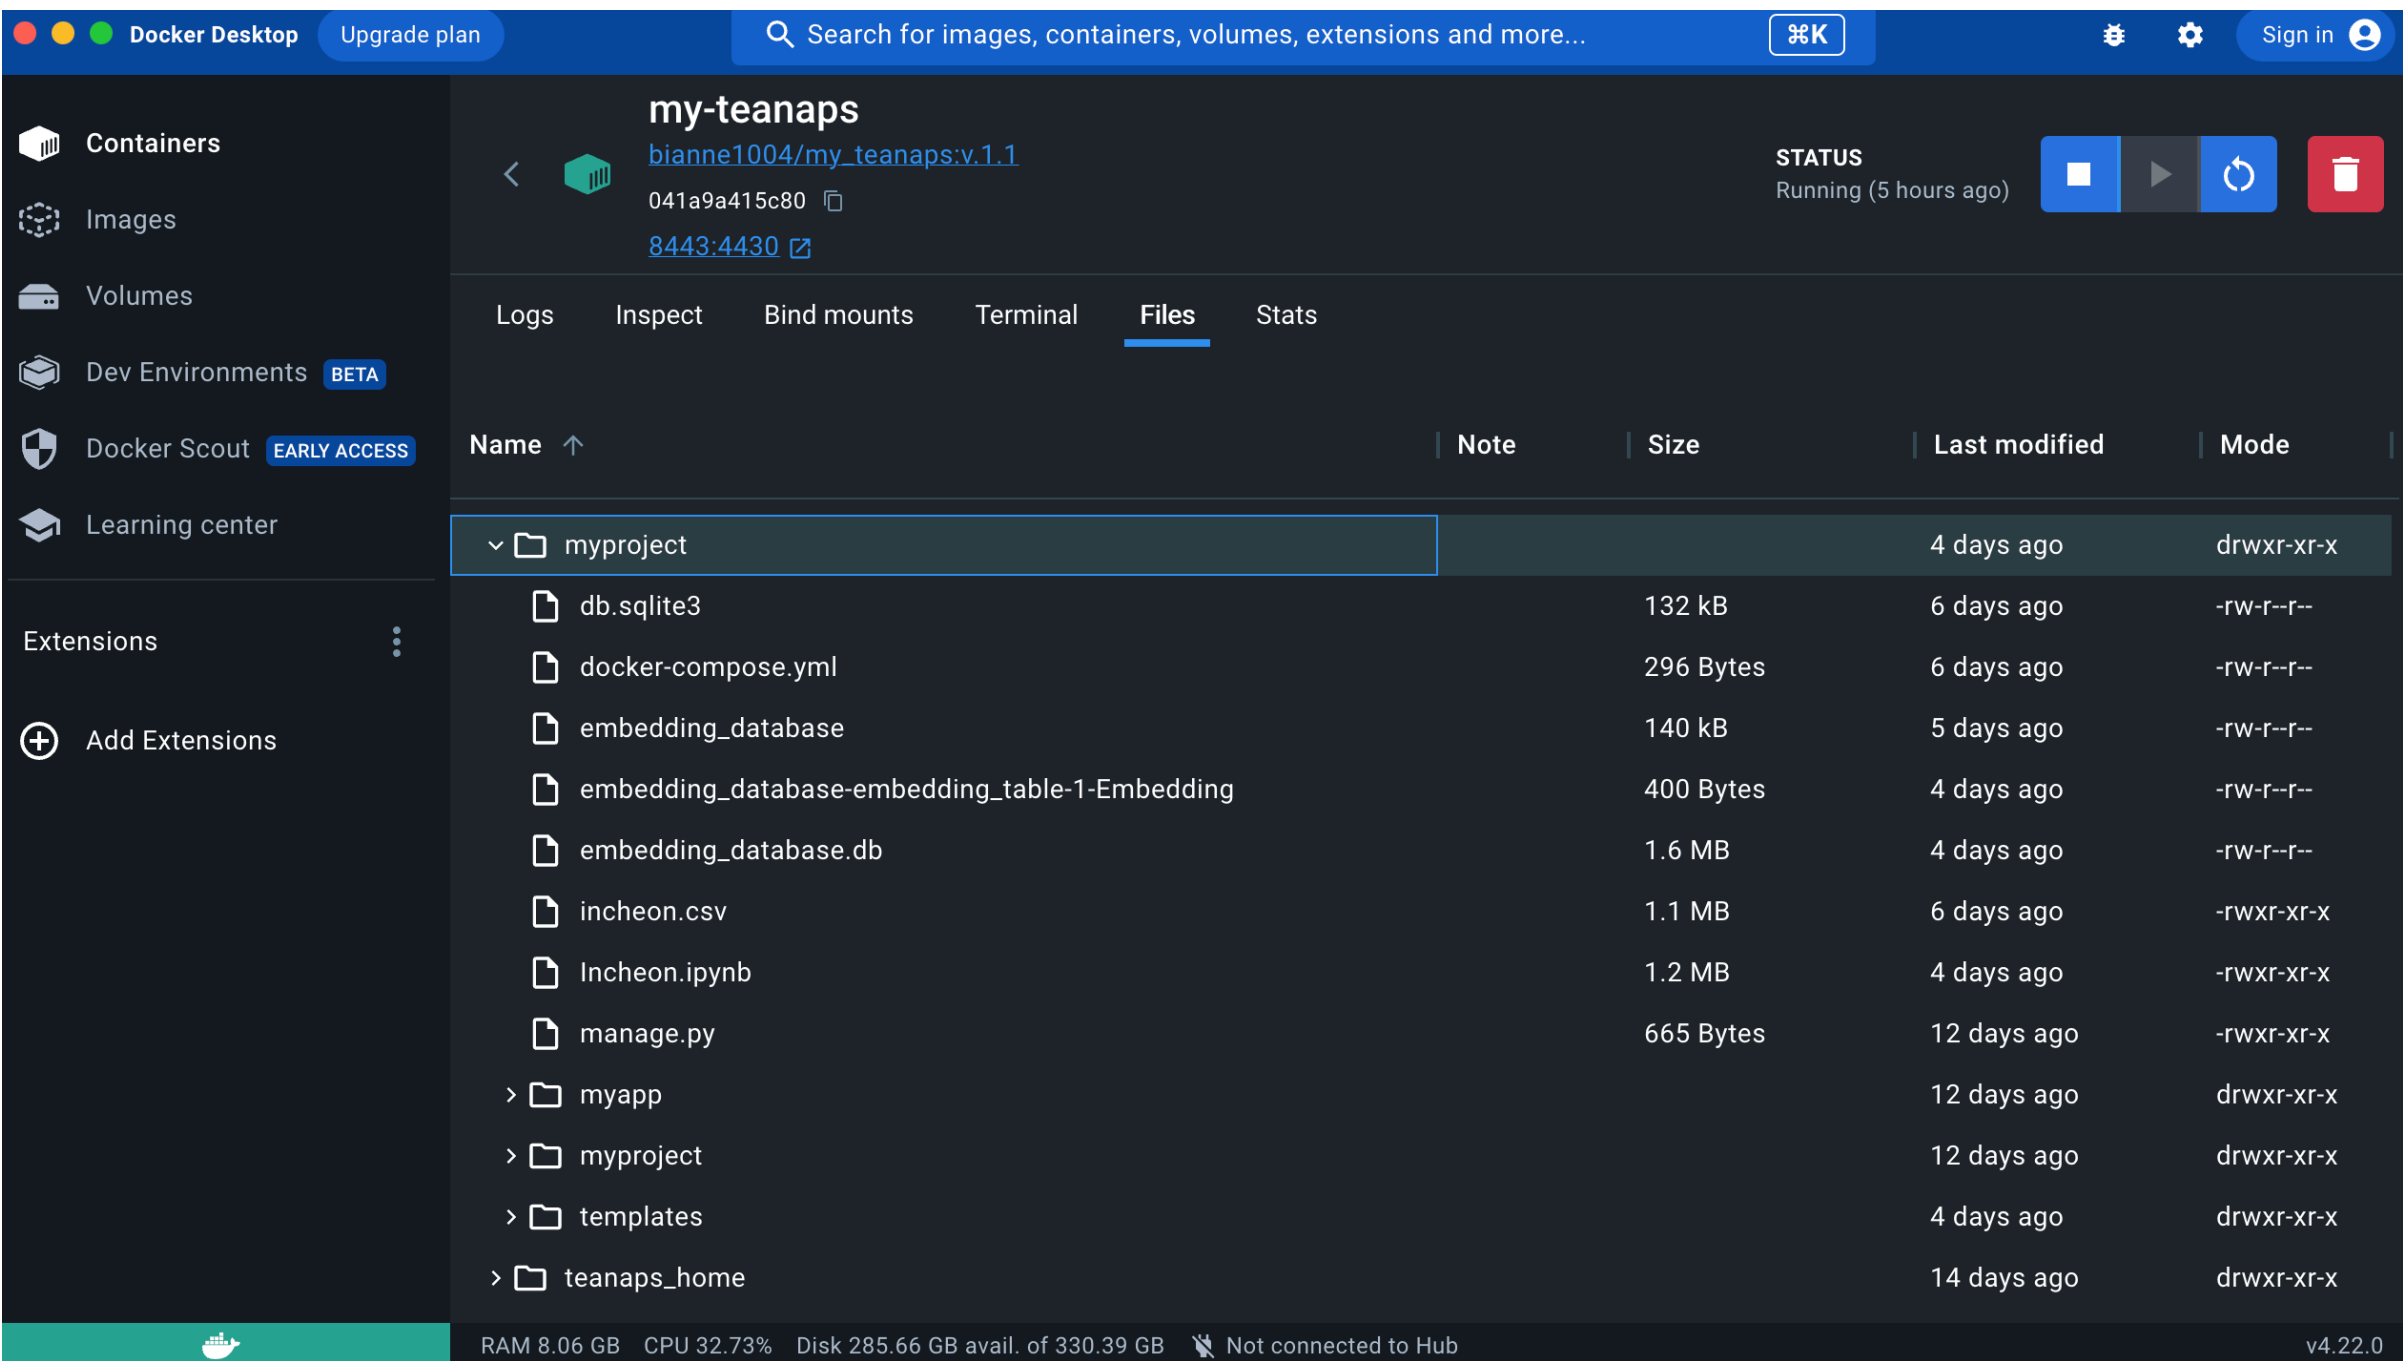 Docker Desktop Upgrade plan Search for images, containers, volumes, extensions and more... ⌘K Sign in
Containers
Images
Volumes
Dev Environments BETA
Docker Scout EARLY ACCESS
Learning center
Extensions
Add Extensions
my-teanaps
bianne1004/my_teanaps:v.1.1
041a9a415c80
8443:4430
STATUS
Running (5 hours ago)
Logs Inspect Bind mounts Terminal Files Stats
Name Note Size Last modified Mode
myproject 4 days ago drwxr-xr-x
db.sqlite3 132 kB 6 days ago -rw-r--r--
docker-compose.yml 296 Bytes 6 days ago -rw-r--r--
embedding_database 140 kB 5 days ago -rw-r--r--
embedding_database-embedding_table-1-Embedding 400 Bytes 4 days ago -rw-r--r--
embedding_database.db 1.6 MB 4 days ago -rw-r--r--
incheon.csv 1.1 MB 6 days ago -rwxr-xr-x
Incheon.ipynb 1.2 MB 4 days ago -rwxr-xr-x
manage.py 665 Bytes 12 days ago -rwxr-xr-x
myapp 12 days ago drwxr-xr-x
myproject 12 days ago drwxr-xr-x
templates 4 days ago drwxr-xr-x
teanaps_home 14 days ago drwxr-xr-x
RAM 8.06 GB CPU 32.73% Disk 285.66 GB avail. of 330.39 GB Not connected to Hub v4.22.0